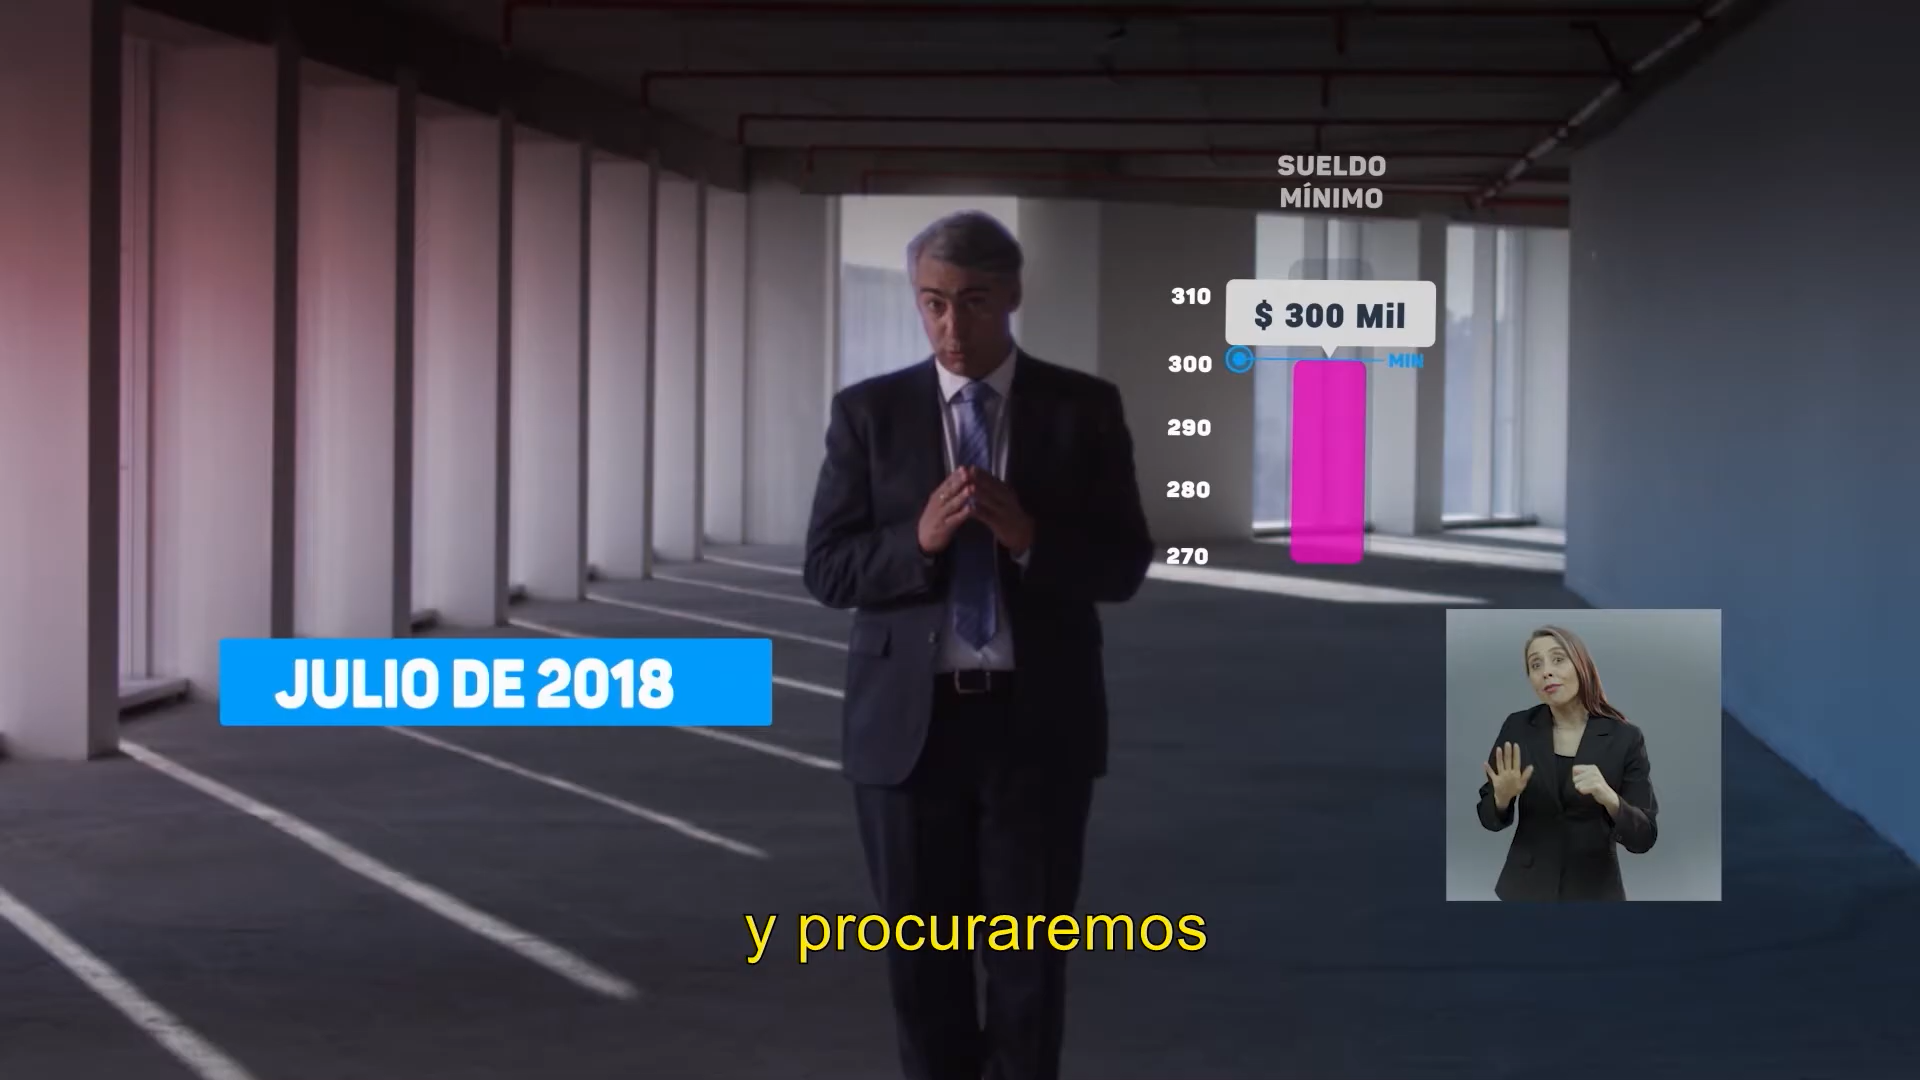 SUELDO
MÍNIMO
310
$ 300 Mil
300
MIN
290
280
270
JULIO DE 2018
y procuraremos